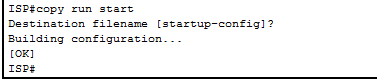 ISP#copy run start
Destination filename [startup-config]?
Building configuration...
[OK]
ISP#